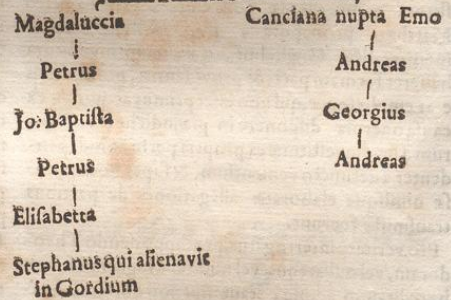 Magdaluccia
Petrus
Jo: Baptiſta
Petrus
Eliſabetta
Stephanus qui alienavit
in Gordium
Canciana nupta Emo
Andreas
Georgius
Andreas